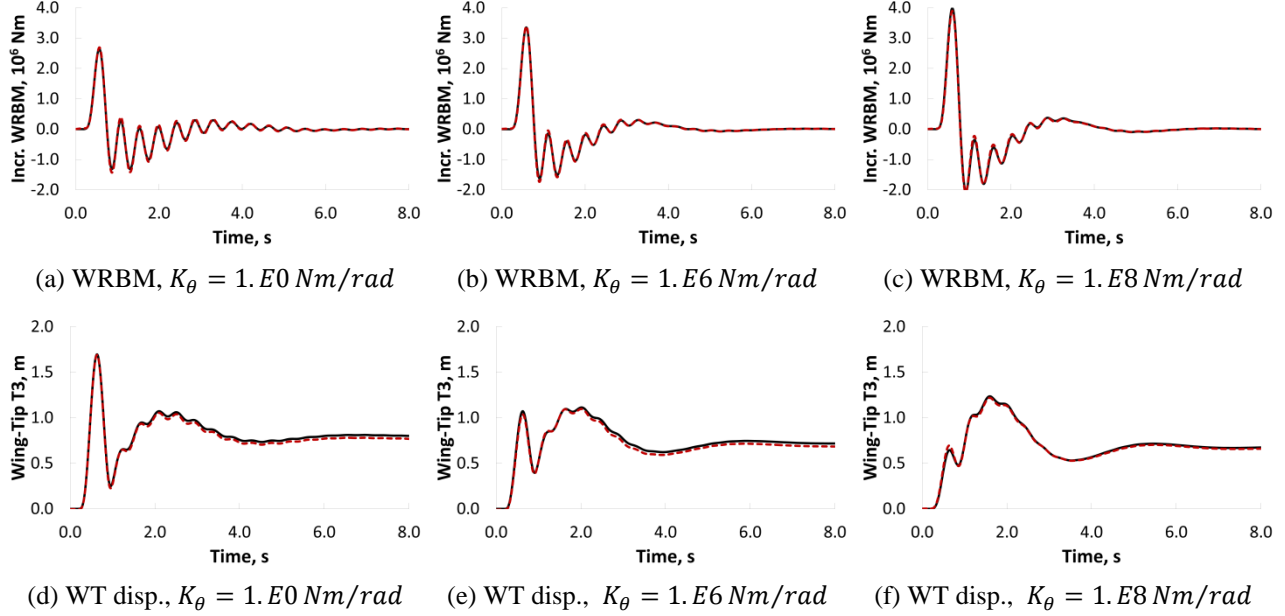 4.0
3.0
2.0
1.0
0.0
-1.0
-2.0
Incr. WRBM, 10⁶ Nm
0.0 2.0 4.0 6.0 8.0
Time, s
(a) WRBM, K_θ = 1. E0 Nm/rad
4.0
3.0
2.0
1.0
0.0
-1.0
-2.0
Incr. WRBM, 10⁶ Nm
0.0 2.0 4.0 6.0 8.0
Time, s
(b) WRBM, K_θ = 1. E6 Nm/rad
4.0
3.0
2.0
1.0
0.0
-1.0
-2.0
Incr. WRBM, 10⁶ Nm
0.0 2.0 4.0 6.0 8.0
Time, s
(c) WRBM, K_θ = 1. E8 Nm/rad
2.0
1.5
1.0
0.5
0.0
Wing-Tip T3, m
0.0 2.0 4.0 6.0 8.0
Time, s
(d) WT disp., K_θ = 1. E0 Nm/rad
2.0
1.5
1.0
0.5
0.0
Wing-Tip T3, m
0.0 2.0 4.0 6.0 8.0
Time, s
(e) WT disp., K_θ = 1. E6 Nm/rad
2.0
1.5
1.0
0.5
0.0
Wing-Tip T3, m
0.0 2.0 4.0 6.0 8.0
Time, s
(f) WT disp., K_θ = 1. E8 Nm/rad